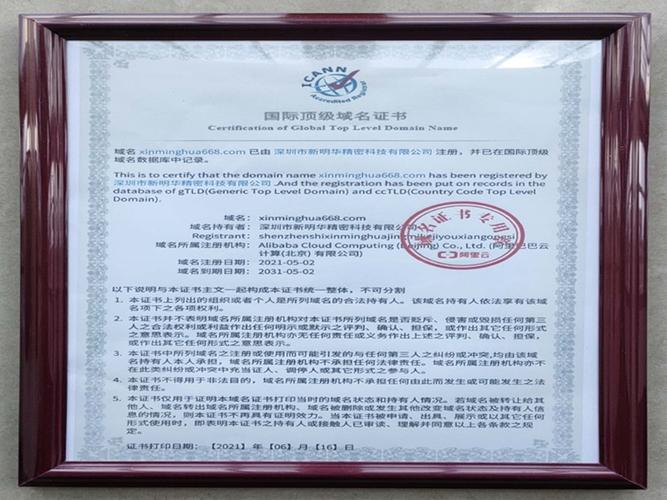 ICANN
Accredited Registrar
国际顶级域名证书
Certification of Global Top Level Domain Name
域名 xinminghua668.com 已由 深圳市新明华精密科技有限公司 注册，并已在国际顶级
域名数据库中记录。
This is to certify that the domain name xinminghua668.com has been registered by
深圳市新明华精密科技有限公司 .And the registration has been put on records in the
database of gTLD(Generic Top Level Domain) and ccTLD(Country Code Top Level
Domain).
域名： xinminghua668.com
域名持有者： 深圳市新明华精密科技有限公司
Registrant： shenzhenshixinminghuajingmikejiyouxiangongsi
域名所属注册机构： Alibaba Cloud Computing (Beijing) Co., Ltd. (阿里巴巴云
计算(北京) 有限公司)
域名注册日期： 2021-05-02
域名到期日期： 2031-05-02
域名证书专用章
阿里云
以下说明与本证书主文一起构成本证书统一整体，不可分割
1. 本证书上列出的组织或者个人是所列域名的合法持有人。该域名持有人依法享有该域
名项下之各项权利。
2. 本证书并不表明域名所属注册机构对本证书所列域名是否贬斥、侵害或毁损任何第三
人之合法权利或利益作出任何明示或默示之评判、确认、担保，或作出其它任何形式
之意思表示。域名所属注册机构亦无任何责任或义务作出上述之评判、确认、担保，
或作出其它任何形式之意思表示。
3. 本证书中所列域名之注册或使用而可能引发的与任何第三人之纠纷或冲突,均由该域
名持有人本人承担，域名所属注册机构不承担任何法律责任。域名所属注册机构亦不
在此类纠纷或冲突中充当证人、调停人或其它形式之参与人。
4. 本证书不得用于非法目的，域名所属注册机构不承担任何由此而发生或可能发生之法
律责任。
5. 本证书仅用于证明本域名证书打印当时的域名状态和持有人情况。若域名被转让给其
他人、域名转出域名所属注册机构、域名被删除或发生其他改变域名状态及持有人信
息的情况，则本证书不再具有证明效力。当本证书被申请、出具、展示或以其它任何
形式使用时，即表明本证书之持有人或接触人已审读、理解并同意以上各条款之规
定。
证书打印日期：【2021】年【06】月【16】日